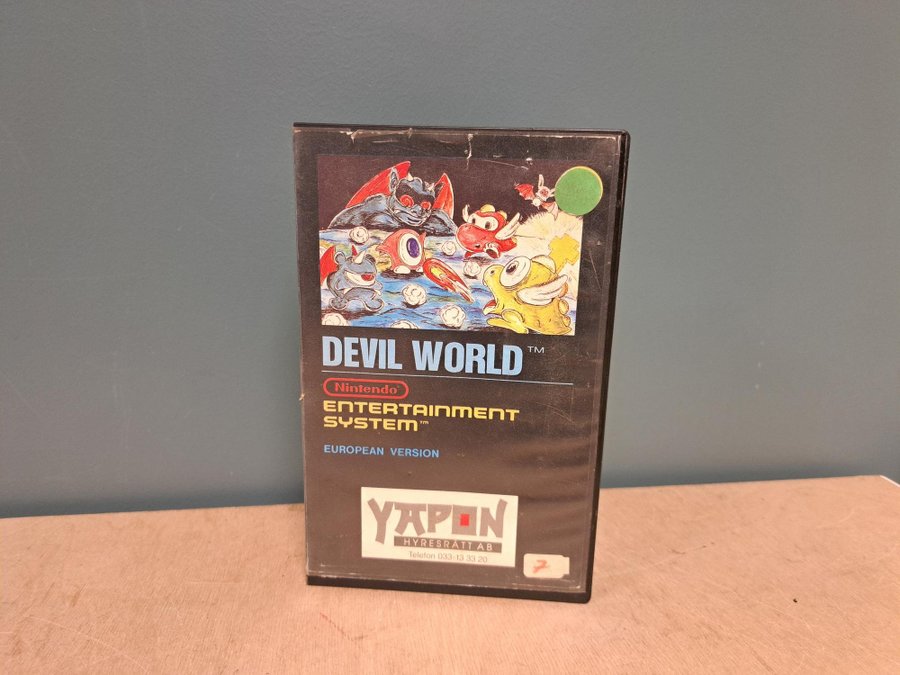 DEVIL WORLD™
Nintendo
ENTERTAINMENT
SYSTEM™
EUROPEAN VERSION
YAPON
HYRESRÄTT AB
Telefon 033-13 33 20
7